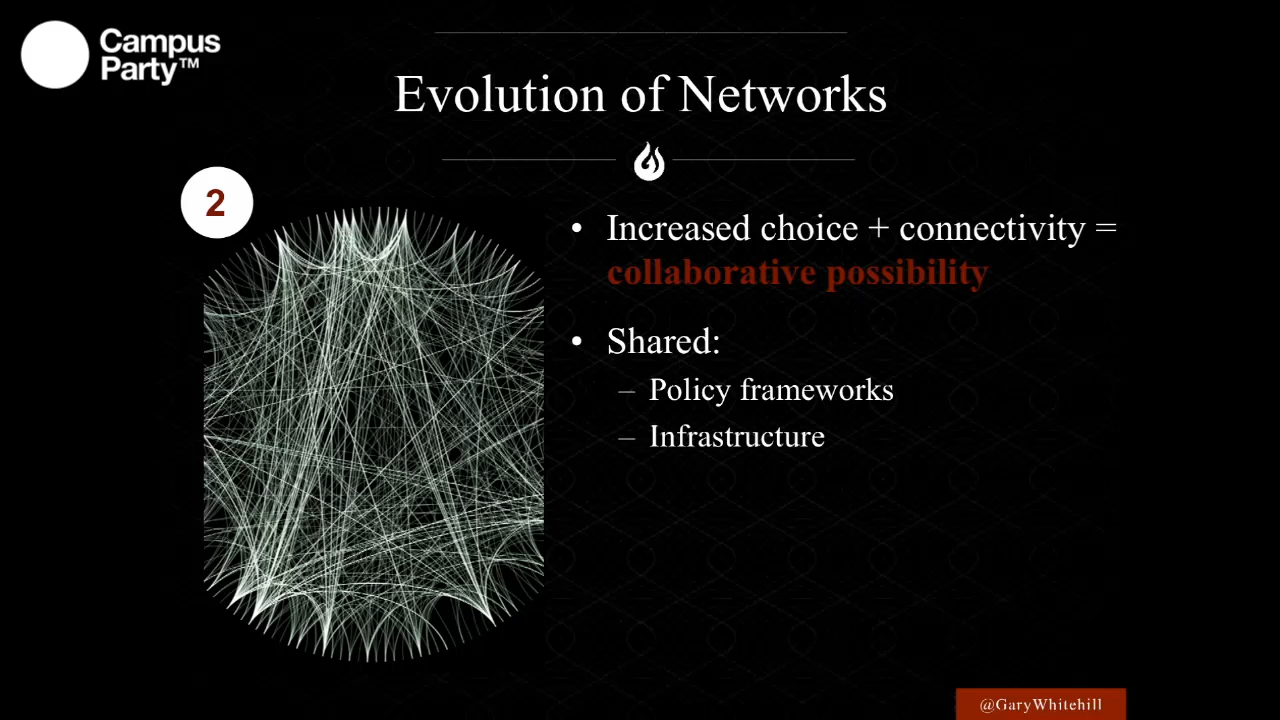 Campus
Party™
Evolution of Networks
2
• Increased choice + connectivity =
collaborative possibility
• Shared:
– Policy frameworks
– Infrastructure
@GaryWhitehill